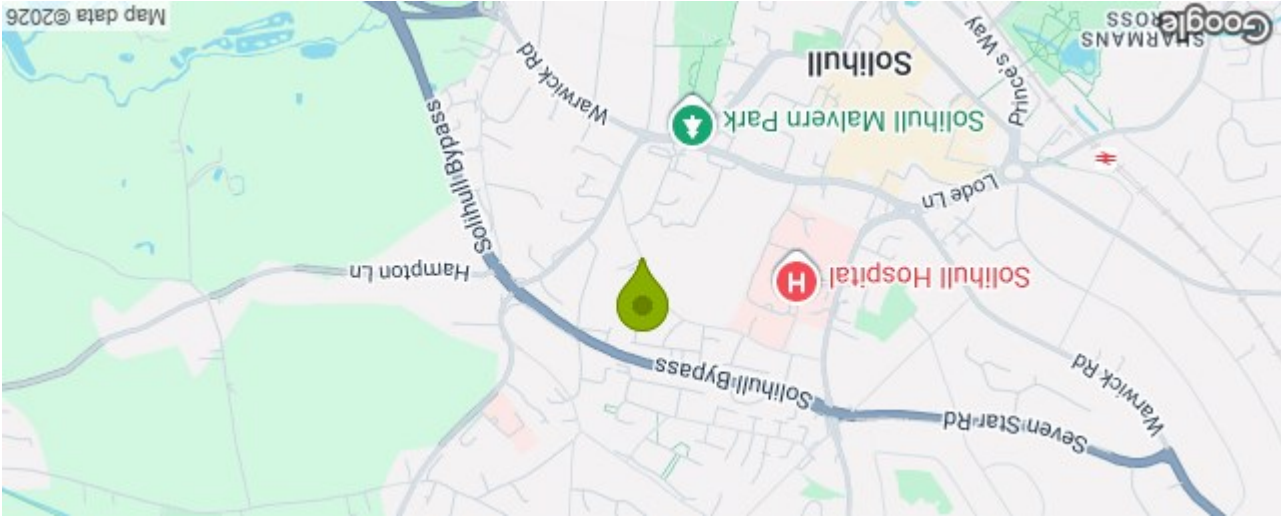 Seven Star Rd
Warwick Rd
Solihull Bypass
Solihull Hospital
H
Hampton Ln
Solihull Bypass
Lode Ln
Solihull Malvern Park
Warwick Rd
Prince's Way
Solihull
SHARMANS
CROSS
Google
Map data ©2026